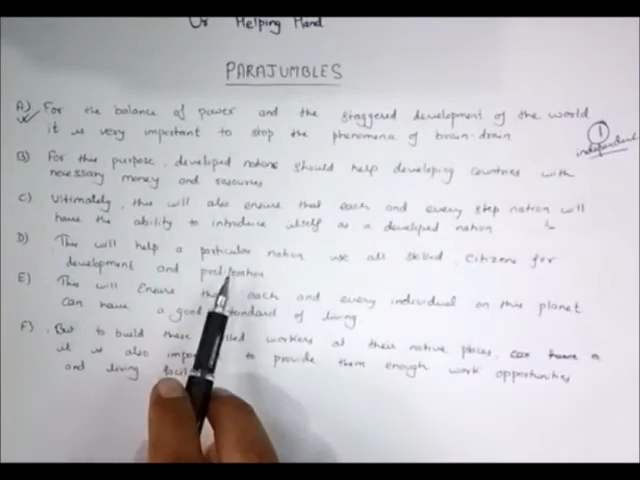 Ur Helping Hand
PARAJUMBLES
A) For the balance of power and the staggered development of the world
it is very important to stop the phenomena of brain-drain
1
independent
B) For this purpose, developed nations should help developing countries with
necessary money and resources
C) Ultimately, this will also ensure that each and every step nation will
have the ability to introduce itself as a developed nation
D) This will help a particular nation use all skilled citizens for
development and
E) This will Ensure that each and every individual on this planet
can have a good standard of living
F) But to build these skilled workers at their native places,
it is also to provide them enough work opportunities
and living